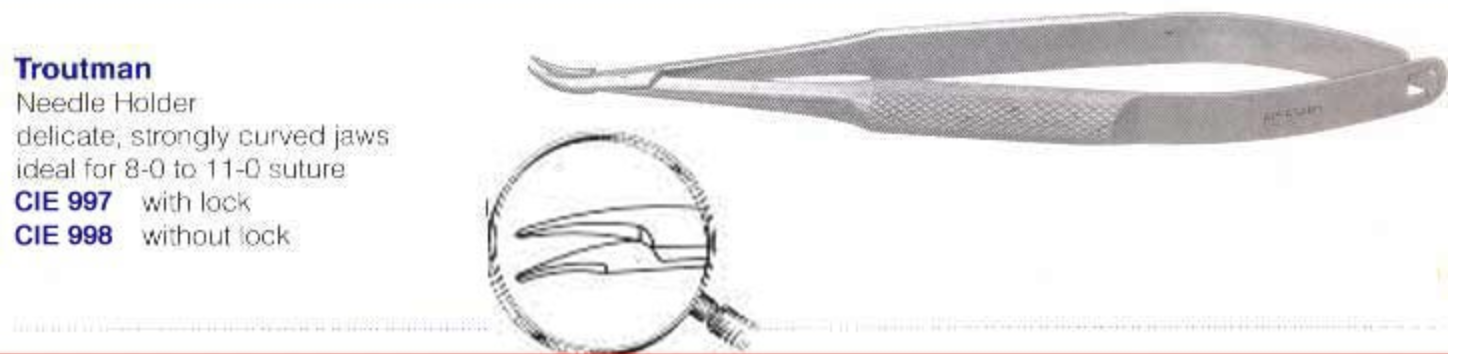 Troutman
Needle Holder
delicate, strongly curved jaws
ideal for 8-0 to 11-0 suture
CIE 997 with lock
CIE 998 without lock